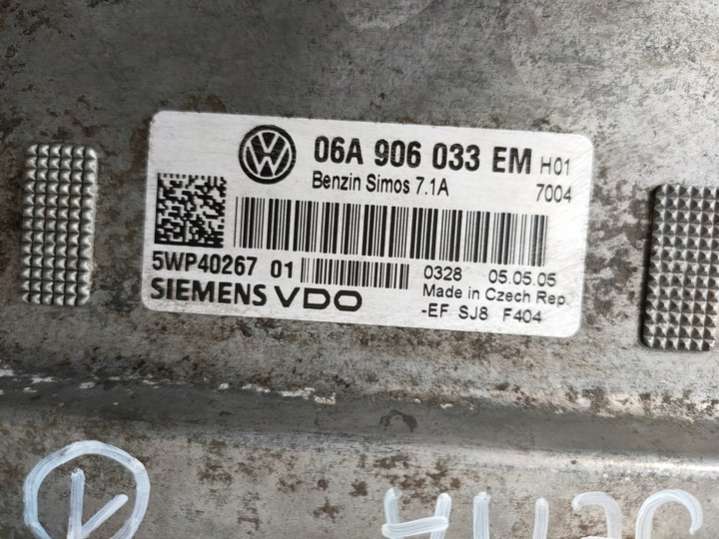 06A 906 033 EM H01
Benzin Simos 7.1A 7004
5WP40267 01 0328 05.05.05
SIEMENS VDO Made in Czech Rep.
-EF SJ8 F404